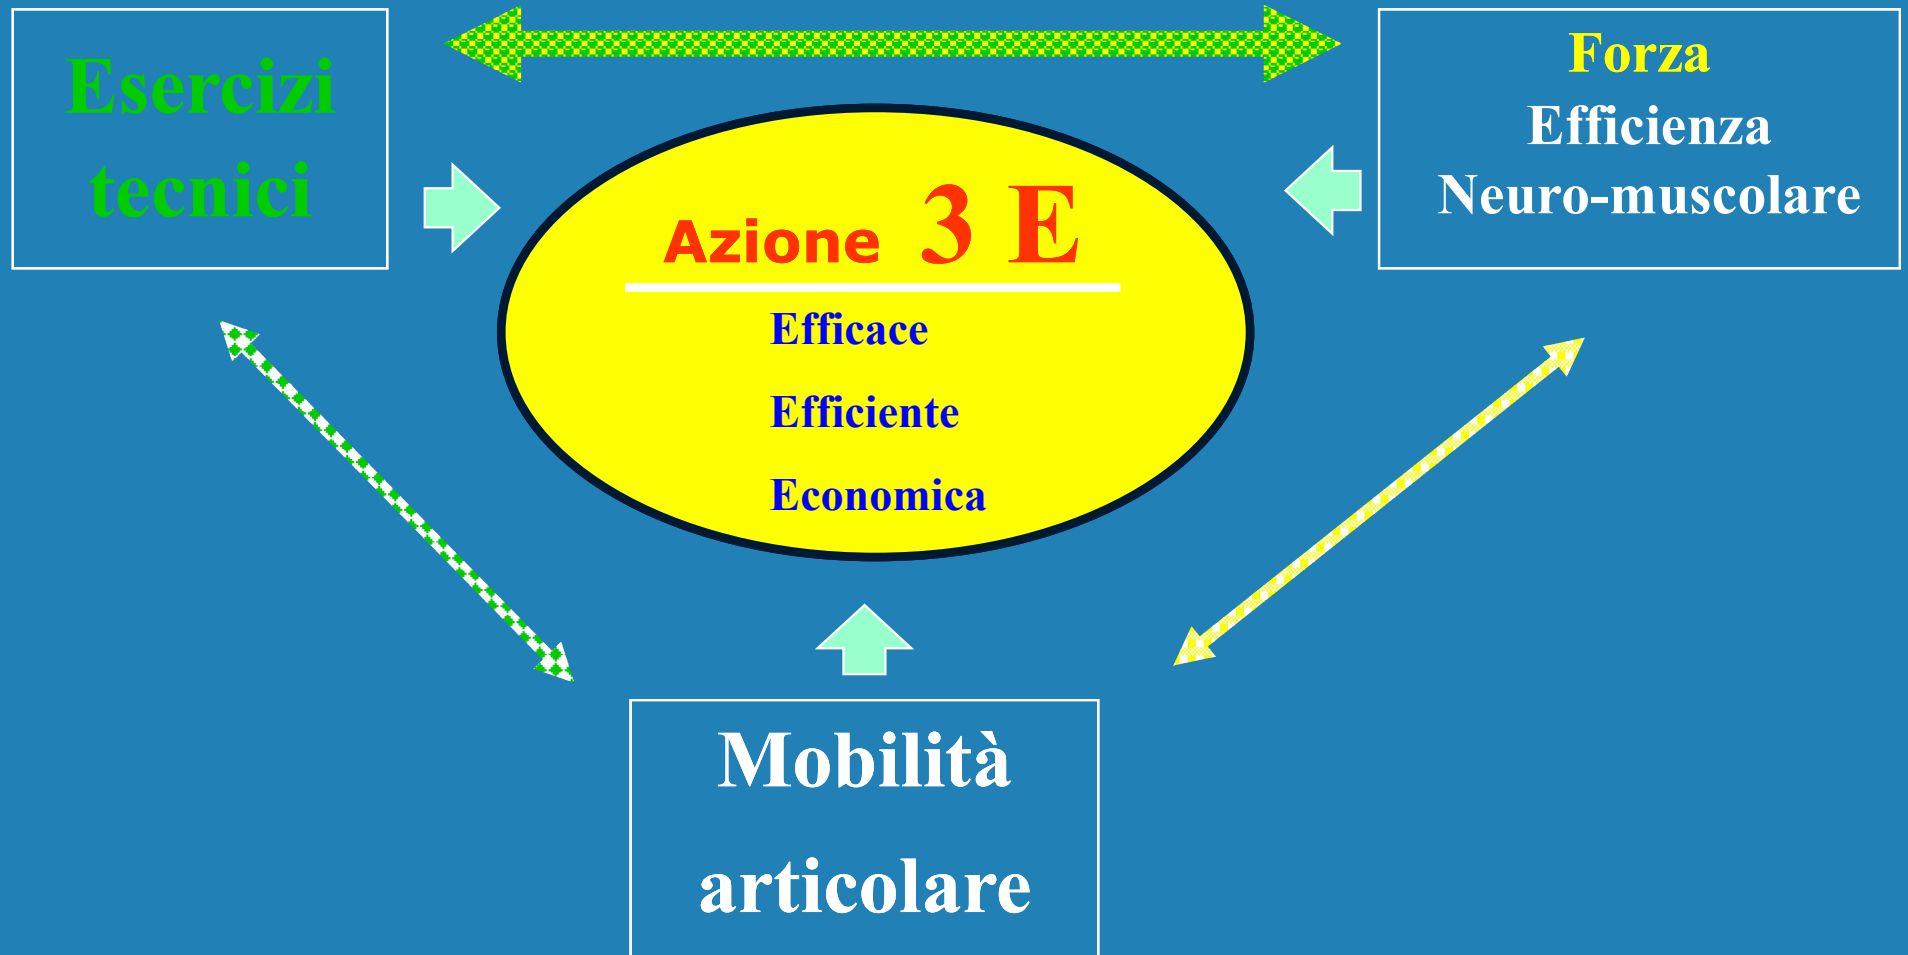 Esercizi
tecnici
Forza
Efficienza
Neuro-muscolare
Azione 3 E
Efficace
Efficiente
Economica
Mobilità
articolare